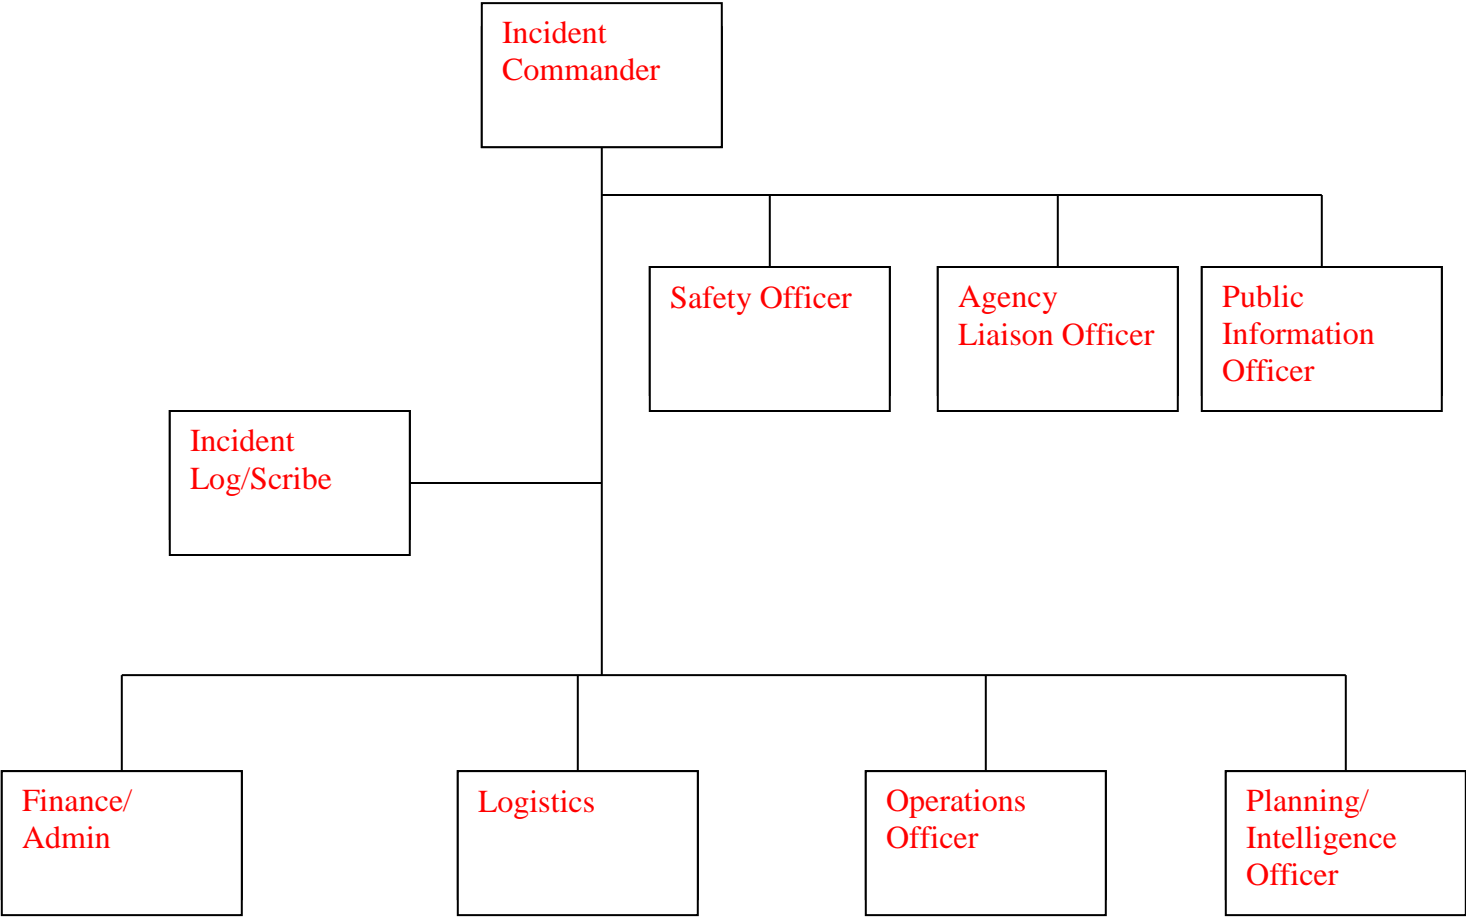 Incident
Commander
Safety Officer
Agency
Liaison Officer
Public
Information
Officer
Incident
Log/Scribe
Finance/
Admin
Logistics
Operations
Officer
Planning/
Intelligence
Officer